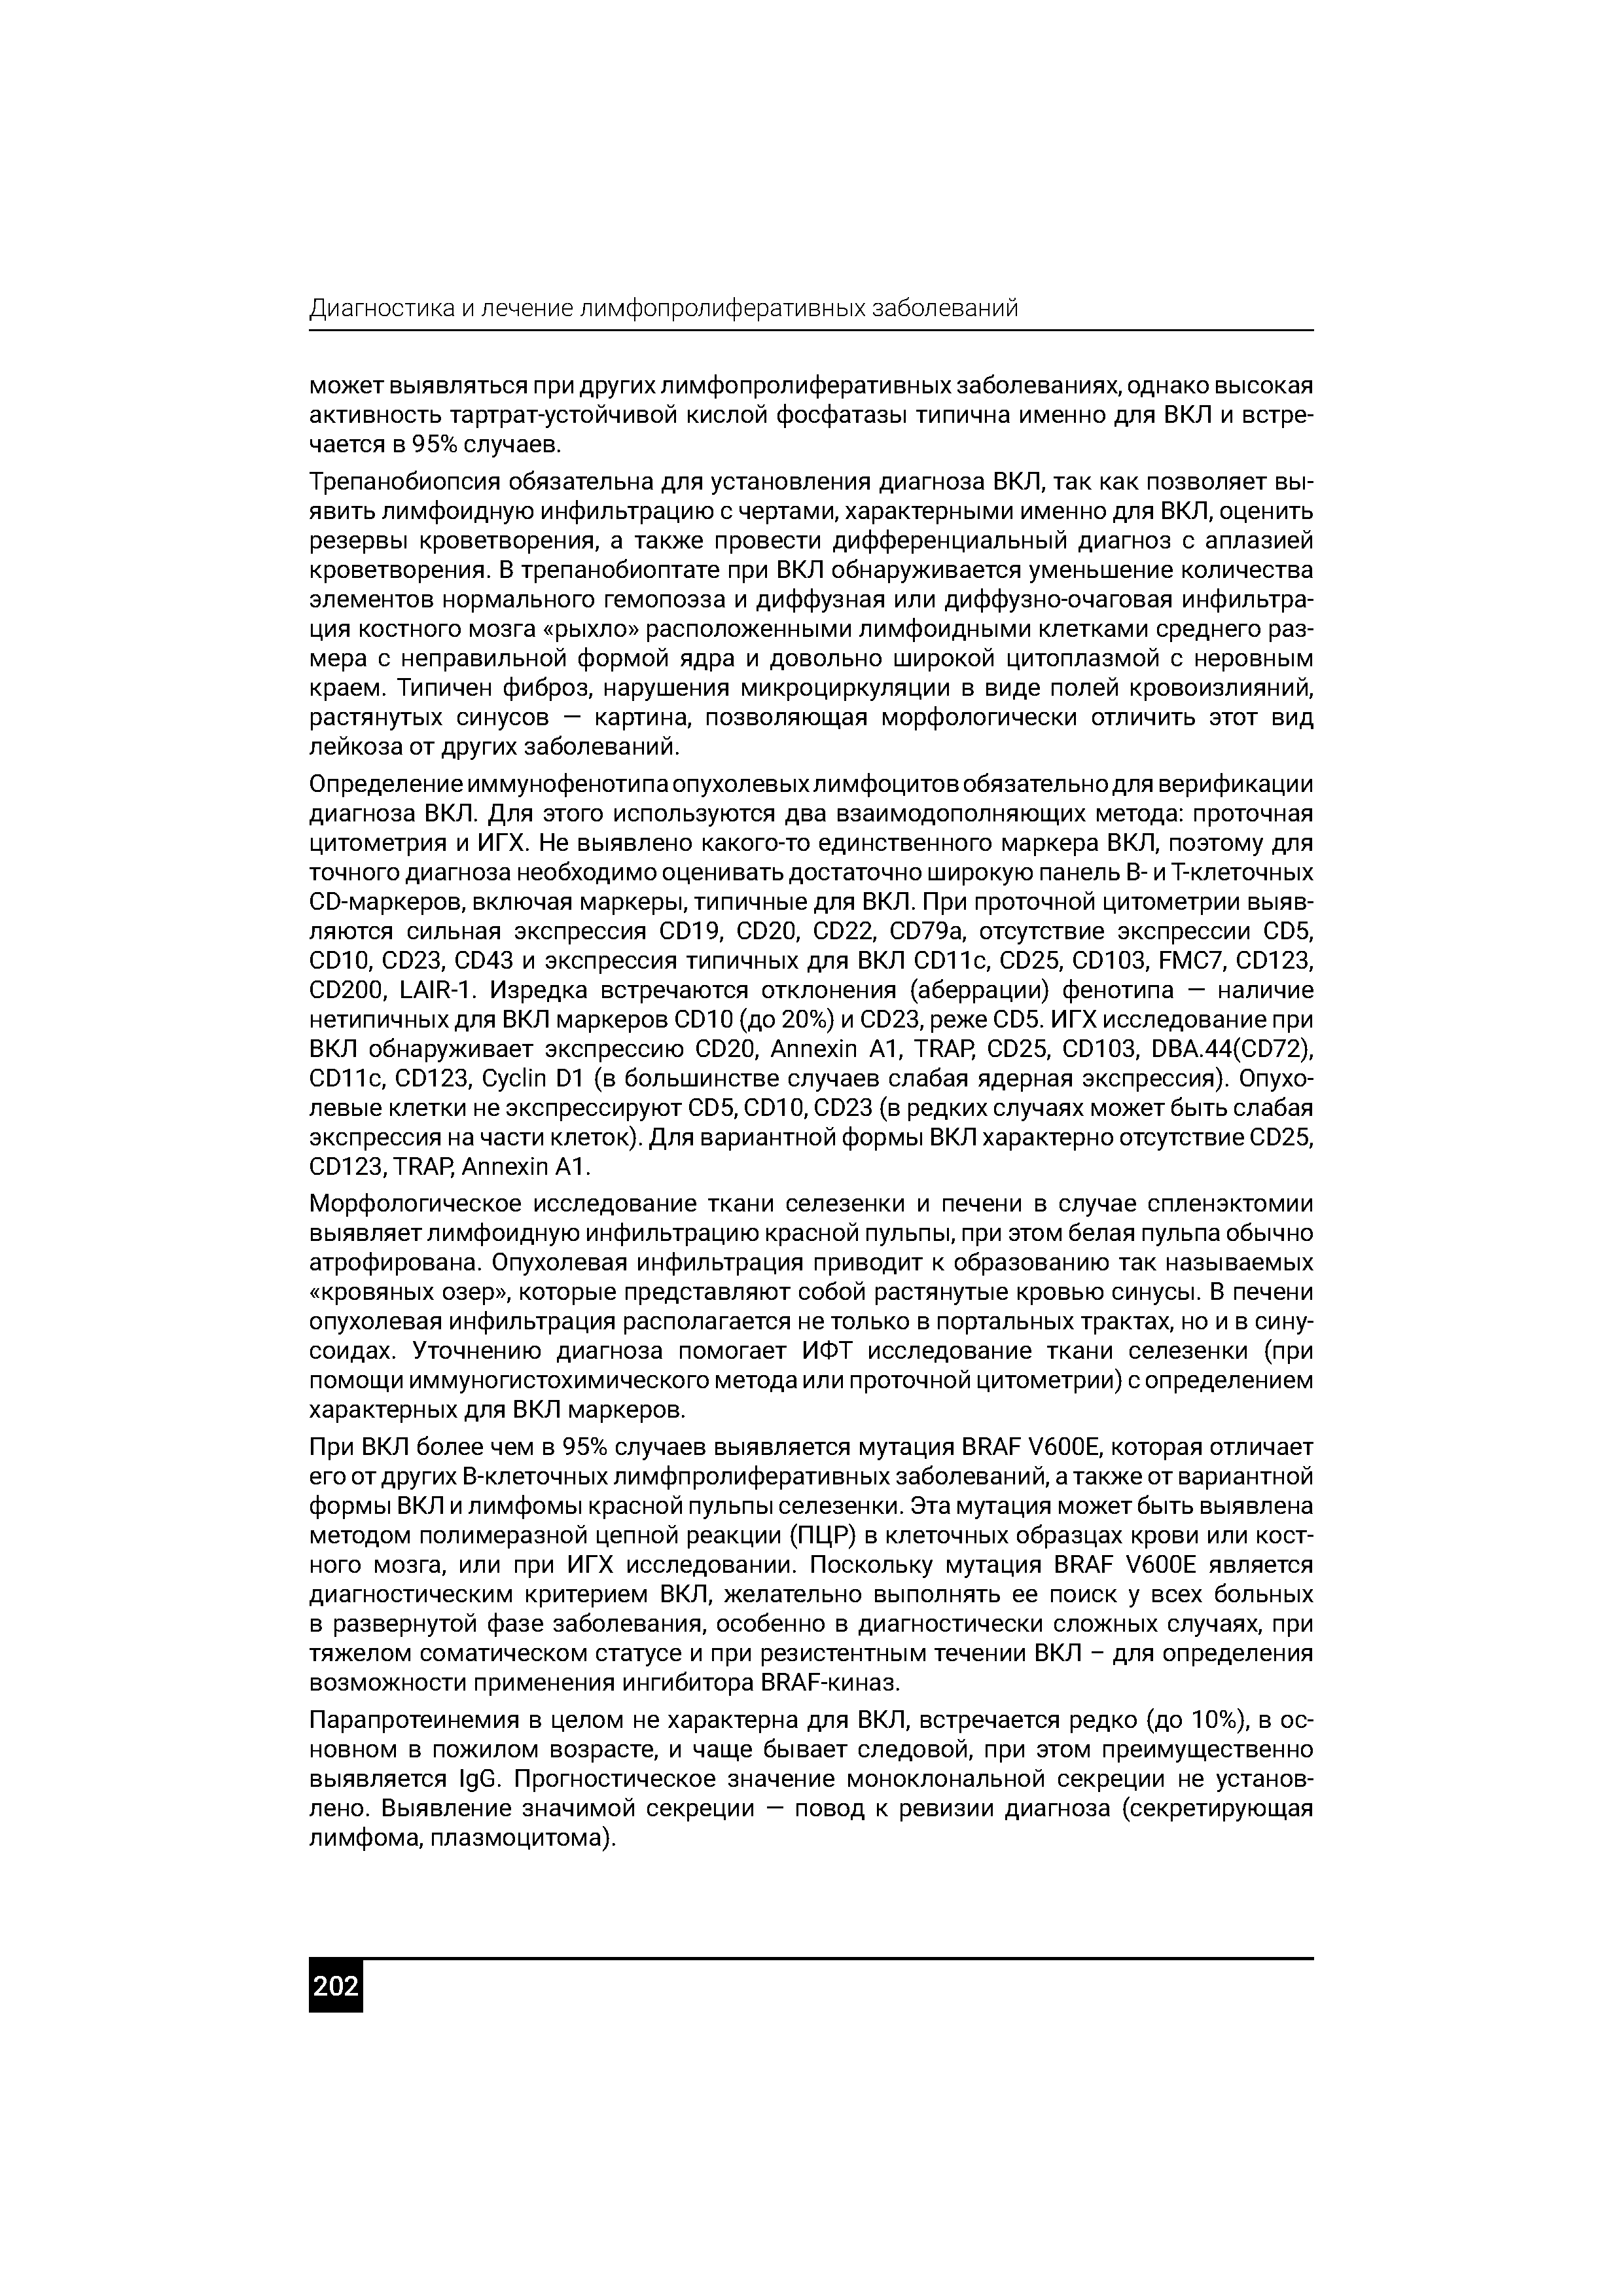 Диагностика и лечение лимфопролиферативных заболеваний
может выявляться при других лимфопролиферативных заболеваниях, однако высокая
активность тартрат-устойчивой кислой фосфатазы типична именно для ВКЛ и встре-
чается в 95% случаев.
Трепанобиопсия обязательна для установления диагноза ВКЛ, так как позволяет вы-
явить лимфоидную инфильтрацию с чертами, характерными именно для ВКЛ, оценить
резервы кроветворения, а также провести дифференциальный диагноз с аплазией
кроветворения. В трепанобиоптате при ВКЛ обнаруживается уменьшение количества
элементов нормального гемопоэза и диффузная или диффузно-очаговая инфильтра-
ция костного мозга «рыхло» расположенными лимфоидными клетками среднего раз-
мера с неправильной формой ядра и довольно широкой цитоплазмой с неровным
краем. Типичен фиброз, нарушения микроциркуляции в виде полей кровоизлияний,
растянутых синусов — картина, позволяющая морфологически отличить этот вид
лейкоза от других заболеваний.
Определение иммунофенотипа опухолевых лимфоцитов обязательно для верификации
диагноза ВКЛ. Для этого используются два взаимодополняющих метода: проточная
цитометрия и ИГХ. Не выявлено какого-то единственного маркера ВКЛ, поэтому для
точного диагноза необходимо оценивать достаточно широкую панель В- и Т-клеточных
CD-маркеров, включая маркеры, типичные для ВКЛ. При проточной цитометрии выяв-
ляются сильная экспрессия CD19, CD20, CD22, CD79a, отсутствие экспрессии CD5,
CD10, CD23, CD43 и экспрессия типичных для ВКЛ CD11c, CD25, CD103, FMC7, CD123,
CD200, LAIR-1. Изредка встречаются отклонения (аберрации) фенотипа — наличие
нетипичных для ВКЛ маркеров CD10 (до 20%) и CD23, реже CD5. ИГХ исследование при
ВКЛ обнаруживает экспрессию CD20, Annexin A1, TRAP, CD25, CD103, DBA.44(CD72),
CD11c, CD123, Cyclin D1 (в большинстве случаев слабая ядерная экспрессия). Опухо-
левые клетки не экспрессируют CD5, CD10, CD23 (в редких случаях может быть слабая
экспрессия на части клеток). Для вариантной формы ВКЛ характерно отсутствие CD25,
CD123, TRAP, Annexin A1.
Морфологическое исследование ткани селезенки и печени в случае спленэктомии
выявляет лимфоидную инфильтрацию красной пульпы, при этом белая пульпа обычно
атрофирована. Опухолевая инфильтрация приводит к образованию так называемых
«кровяных озер», которые представляют собой растянутые кровью синусы. В печени
опухолевая инфильтрация располагается не только в портальных трактах, но и в сину-
соидах. Уточнению диагноза помогает ИФТ исследование ткани селезенки (при
помощи иммуногистохимического метода или проточной цитометрии) с определением
характерных для ВКЛ маркеров.
При ВКЛ более чем в 95% случаев выявляется мутация BRAF V600E, которая отличает
его от других В-клеточных лимфпролиферативных заболеваний, а также от вариантной
формы ВКЛ и лимфомы красной пульпы селезенки. Эта мутация может быть выявлена
методом полимеразной цепной реакции (ПЦР) в клеточных образцах крови или кост-
ного мозга, или при ИГХ исследовании. Поскольку мутация BRAF V600E является
диагностическим критерием ВКЛ, желательно выполнять ее поиск у всех больных
в развернутой фазе заболевания, особенно в диагностически сложных случаях, при
тяжелом соматическом статусе и при резистентным течении ВКЛ – для определения
возможности применения ингибитора BRAF-киназ.
Парапротеинемия в целом не характерна для ВКЛ, встречается редко (до 10%), в ос-
новном в пожилом возрасте, и чаще бывает следовой, при этом преимущественно
выявляется IgG. Прогностическое значение моноклональной секреции не установ-
лено. Выявление значимой секреции — повод к ревизии диагноза (секретирующая
лимфома, плазмоцитома).
202